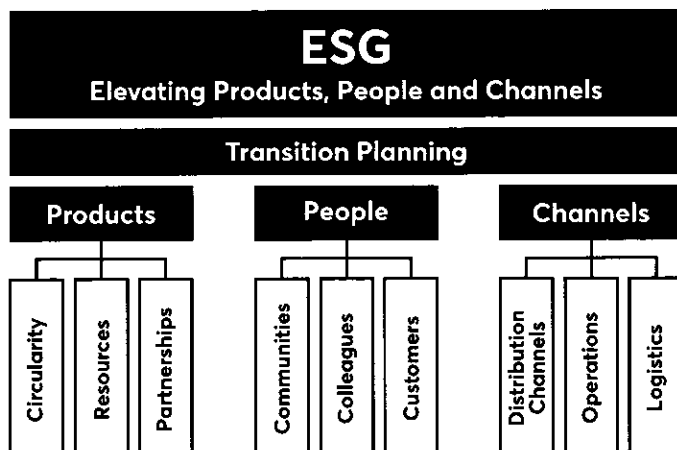 ESG
Elevating Products, People and Channels
Transition Planning
Products
People
Channels
Circularity
Resources
Partnerships
Communities
Colleagues
Customers
Distribution
Channels
Operations
Logistics